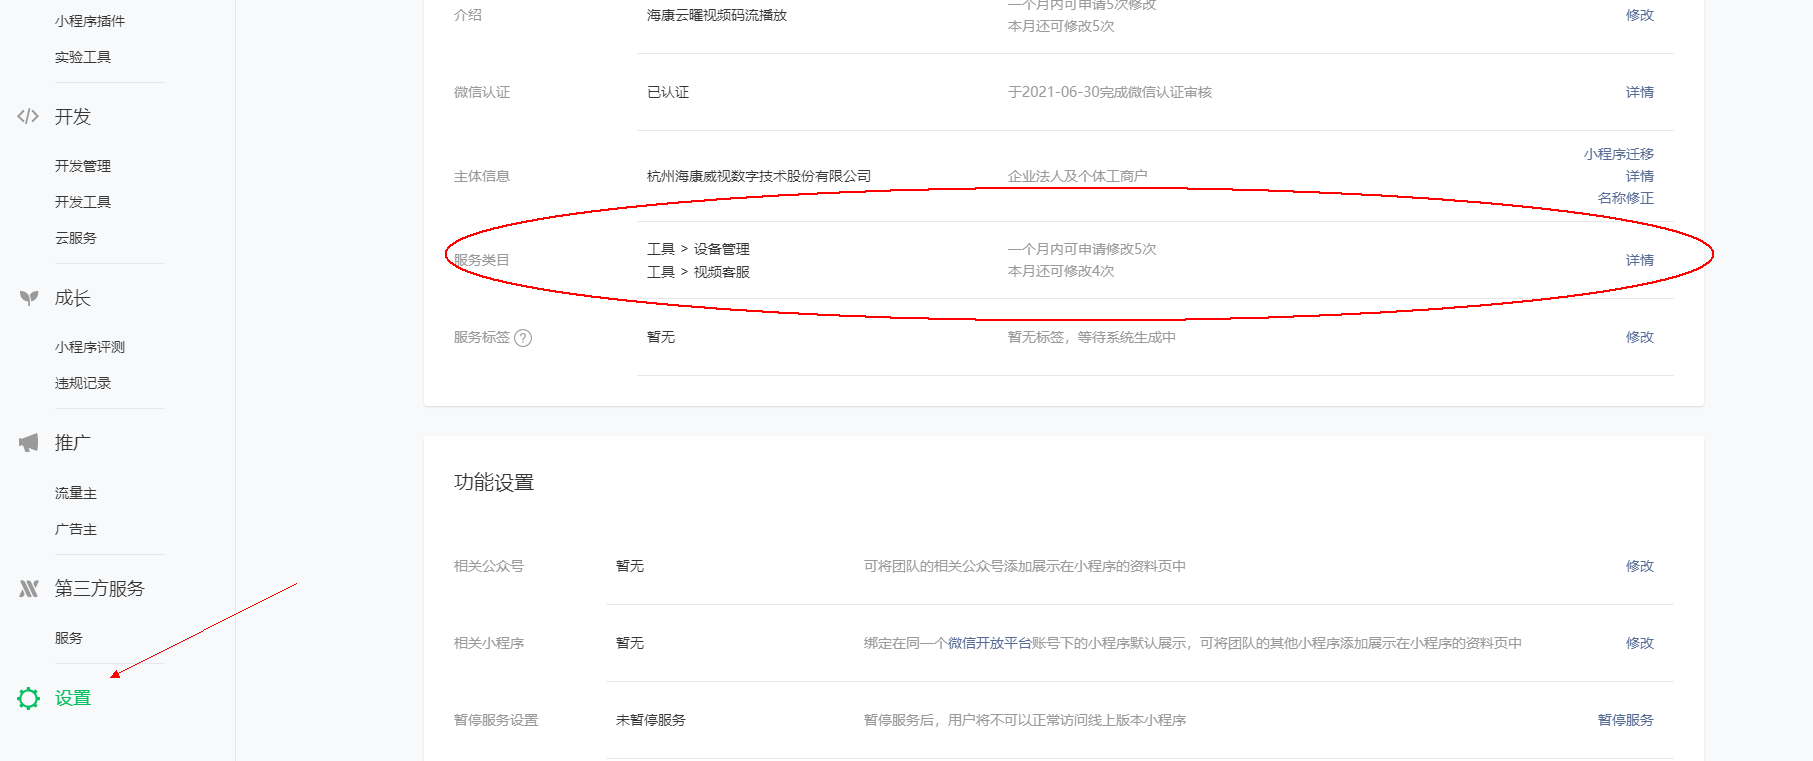 小程序插件
实验工具
开发
开发管理
开发工具
云服务
成长
小程序评测
违规记录
推广
流量主
广告主
第三方服务
服务
设置
介绍 海康云曜视频码流播放 一个月内可申请5次修改 修改
本月还可修改5次
微信认证 已认证 于2021-06-30完成微信认证审核 详情
小程序迁移
主体信息 杭州海康威视数字技术股份有限公司 企业法人及个体工商户 详情
名称修正
服务类目 工具 > 设备管理 一个月内可申请修改5次 详情
工具 > 视频客服 本月还可修改4次
服务标签 ? 暂无 暂无标签，等待系统生成中 修改
功能设置
相关公众号 暂无 可将团队的相关公众号添加展示在小程序的资料页中 修改
相关小程序 暂无 绑定在同一个微信开放平台账号下的小程序默认展示，可将团队的其他小程序添加展示在小程序的资料页中 修改
暂停服务设置 未暂停服务 暂停服务后，用户将不可以正常访问线上版本小程序 暂停服务